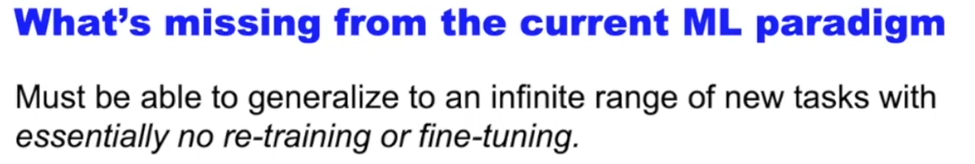 What's missing from the current ML paradigm
Must be able to generalize to an infinite range of new tasks with
essentially no re-training or fine-tuning.